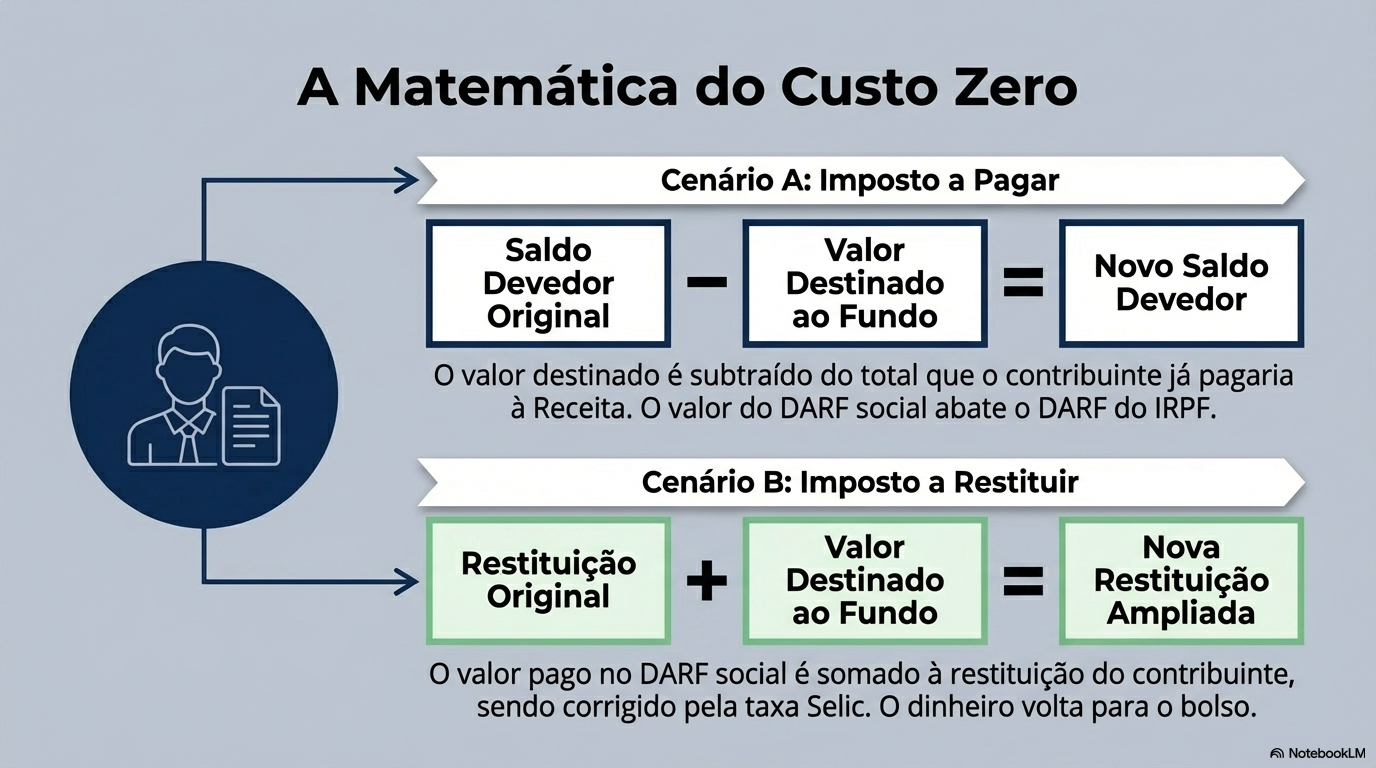 A Matemática do Custo Zero
Cenário A: Imposto a Pagar
Saldo
Devedor
Original
−
Valor
Destinado
ao Fundo
=
Novo Saldo
Devedor
O valor destinado é subtraído do total que o contribuinte já pagaria
à Receita. O valor do DARF social abate o DARF do IRPF.
Cenário B: Imposto a Restituir
Restituição
Original
+
Valor
Destinado
ao Fundo
=
Nova
Restituição
Ampliada
O valor pago no DARF social é somado à restituição do contribuinte,
sendo corrigido pela taxa Selic. O dinheiro volta para o bolso.
NotebookLM